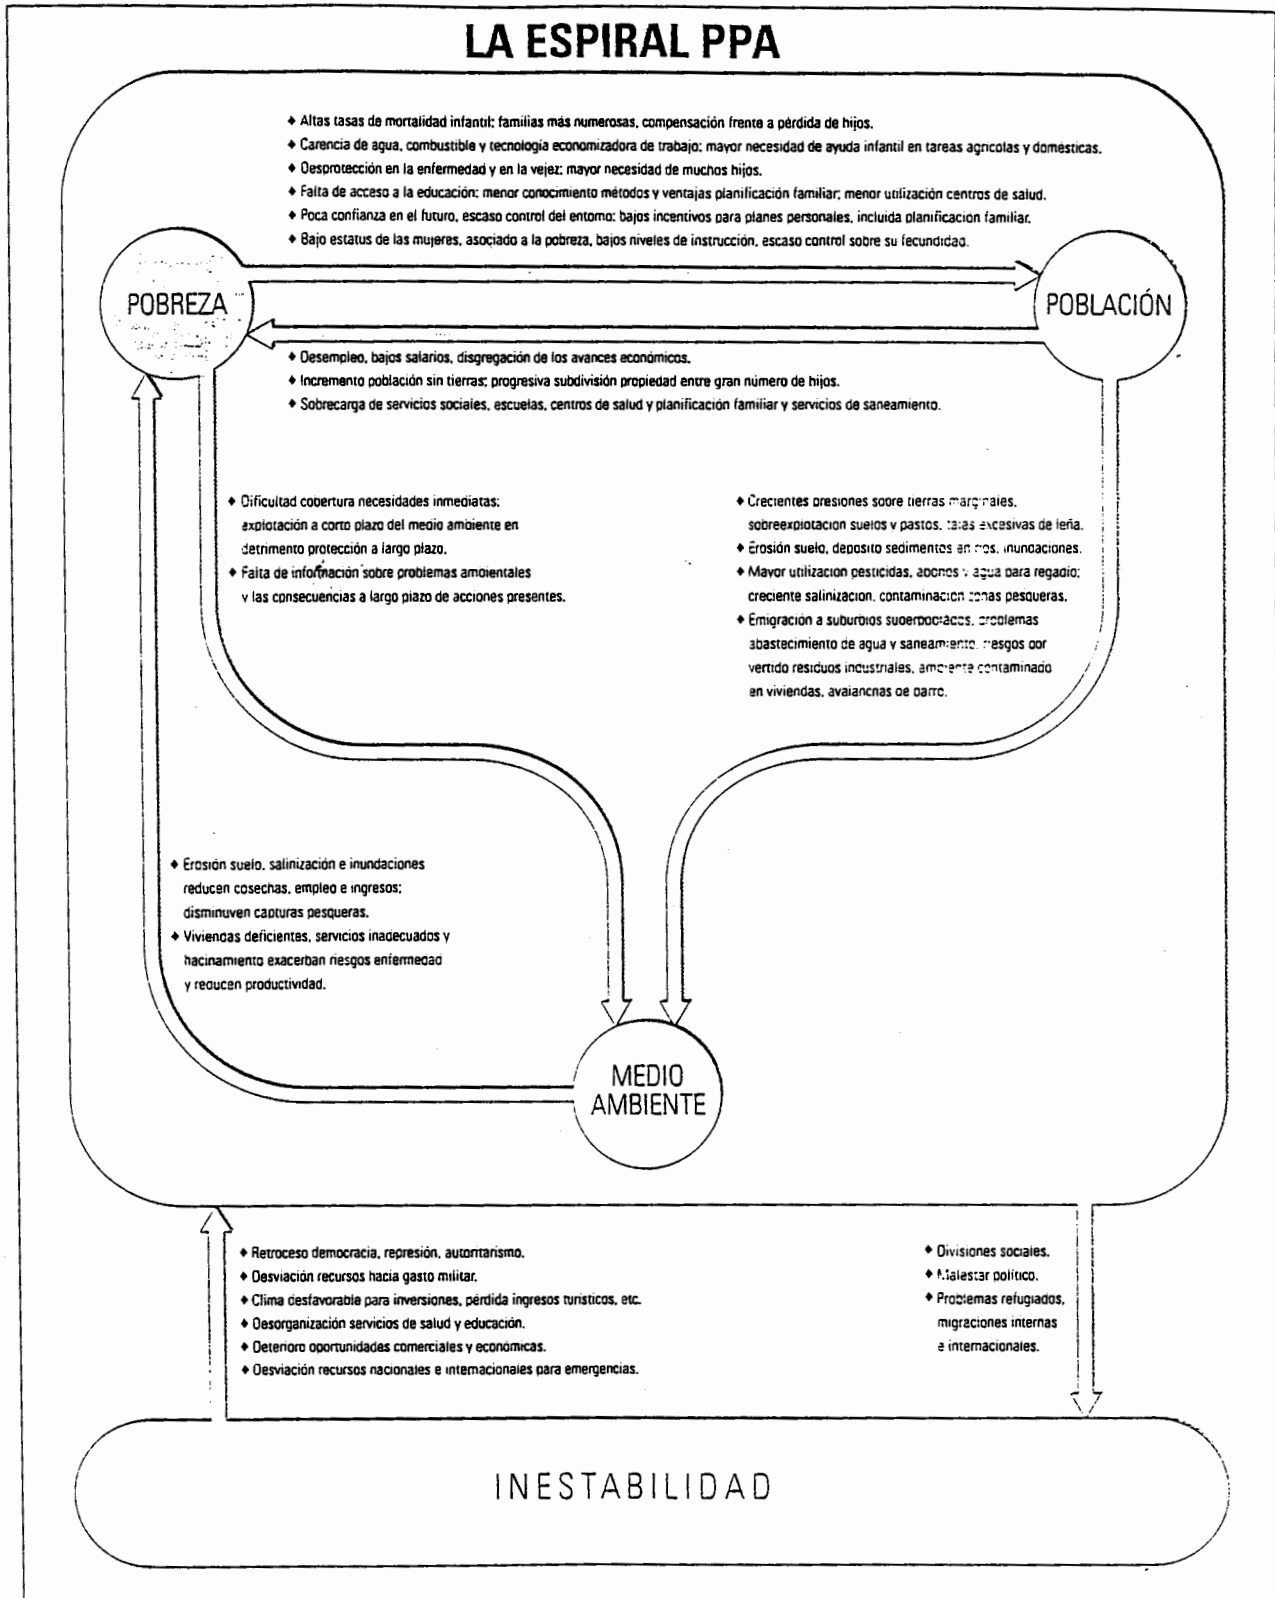 LA ESPIRAL PPA
♦ Altas tasas de mortalidad infantil: familias más numerosas, compensación frente a pérdida de hijos.
♦ Carencia de agua, combustible y tecnología economizadora de trabajo: mayor necesidad de ayuda infantil en tareas agrícolas y domésticas.
♦ Desprotección en la enfermedad y en la vejez: mayor necesidad de muchos hijos.
♦ Falta de acceso a la educación: menor conocimiento métodos y ventajas planificación familiar; menor utilización centros de salud.
♦ Poca confianza en el futuro, escaso control del entorno: bajos incentivos para planes personales, incluida planificación familiar.
♦ Bajo estatus de las mujeres, asociado a la pobreza, bajos niveles de instrucción, escaso control sobre su fecundidad.
POBREZA
POBLACIÓN
♦ Desempleo, bajos salarios, disgregación de los avances económicos.
♦ Incremento población sin tierras; progresiva subdivisión propiedad entre gran número de hijos.
♦ Sobrecarga de servicios sociales, escuelas, centros de salud y planificación familiar y servicios de saneamiento.
♦ Dificultad cobertura necesidades inmediatas:
explotación a corto plazo del medio ambiente en
detrimento protección a largo plazo.
♦ Falta de información sobre problemas ambientales
y las consecuencias a largo plazo de acciones presentes.
♦ Crecientes presiones sobre tierras marginales,
sobreexplotación suelos y pastos, talas excesivas de leña.
♦ Erosión suelo, deposito sedimentos en ríos, inundaciones.
♦ Mayor utilización pesticidas, abonos y agua para regadío;
creciente salinización, contaminación zonas pesqueras.
♦ Emigración a suburbios superpoblados, problemas
abastecimiento de agua y saneamiento, riesgos por
vertido residuos industriales, ambiente contaminado
en viviendas, avalanchas de barro.
♦ Erosión suelo, salinización e inundaciones
reducen cosechas, empleo e ingresos;
disminuyen capturas pesqueras.
♦ Viviendas deficientes, servicios inadecuados y
hacinamiento exacerban riesgos enfermedad
y reducen productividad.
MEDIO
AMBIENTE
♦ Retroceso democracia, represión, autoritarismo.
♦ Desviación recursos hacia gasto militar.
♦ Clima desfavorable para inversiones, pérdida ingresos turísticos, etc.
♦ Desorganización servicios de salud y educación.
♦ Deterioro oportunidades comerciales y económicas.
♦ Desviación recursos nacionales e internacionales para emergencias.
♦ Divisiones sociales.
♦ Malestar político.
♦ Problemas refugiados,
migraciones internas
e internacionales.
INESTABILIDAD